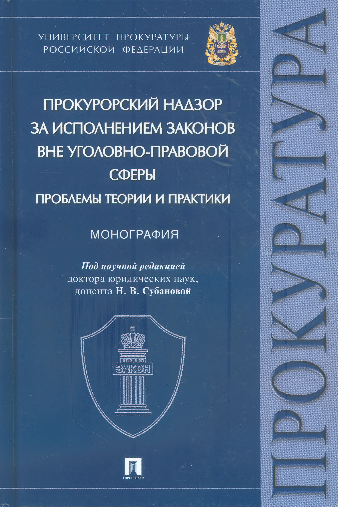 УНИВЕРСИТЕТ ПРОКУРАТУРЫ
РОССИЙСКОЙ ФЕДЕРАЦИИ
ПРОКУРОРСКИЙ НАДЗОР
ЗА ИСПОЛНЕНИЕМ ЗАКОНОВ
ВНЕ УГОЛОВНО-ПРАВОВОЙ
СФЕРЫ
ПРОБЛЕМЫ ТЕОРИИ И ПРАКТИКИ
МОНОГРАФИЯ
Под научной редакцией
доктора юридических наук,
доцента Н. В. Субановой
ЗАКОН
ПРОКУРАТУРА